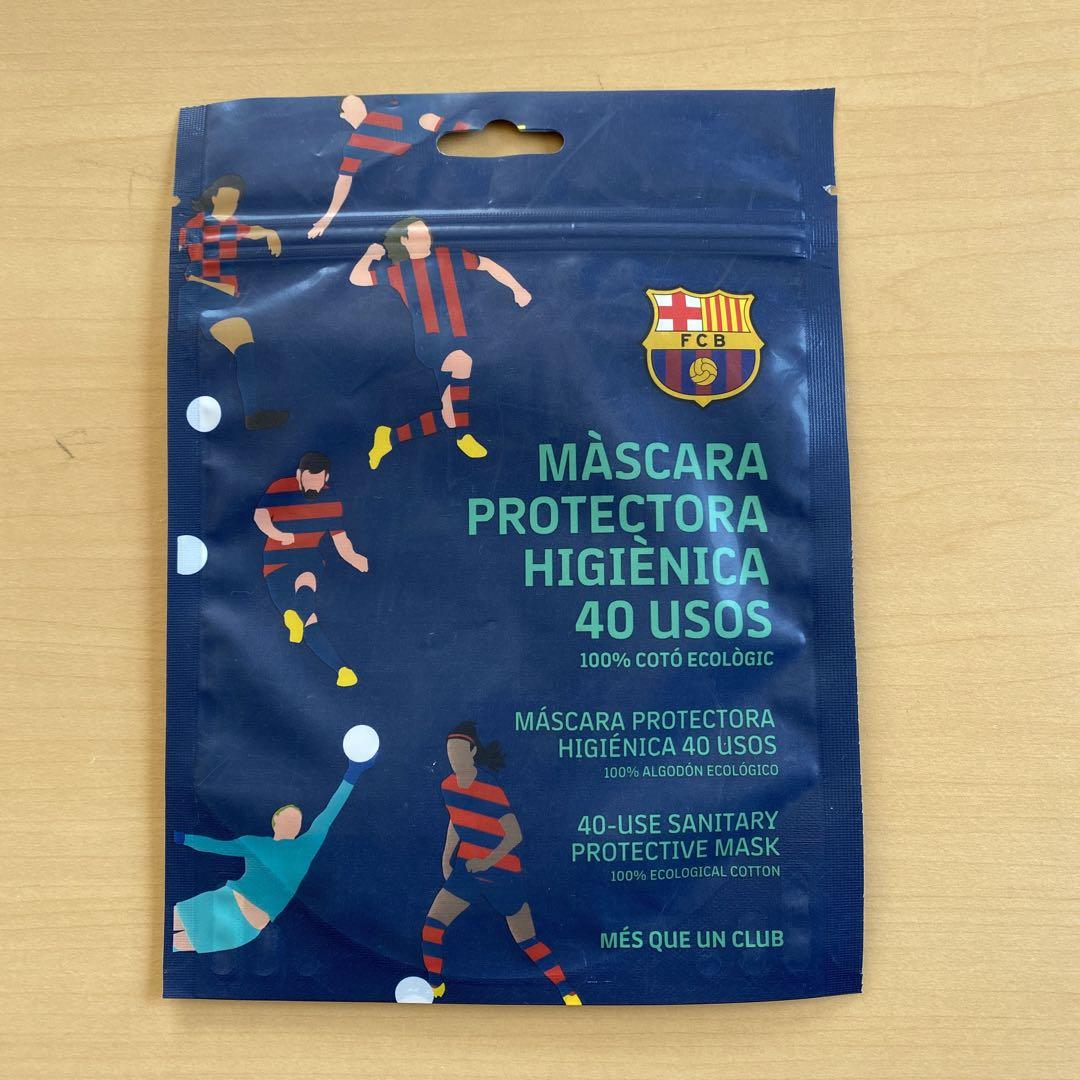 FCB
MÀSCARA
PROTECTORA
HIGIÈNICA
40 USOS
100% COTÓ ECOLÒGIC
MÁSCARA PROTECTORA
HIGIÉNICA 40 USOS
100% ALGODÓN ECOLÓGICO
40-USE SANITARY
PROTECTIVE MASK
100% ECOLOGICAL COTTON
MÉS QUE UN CLUB